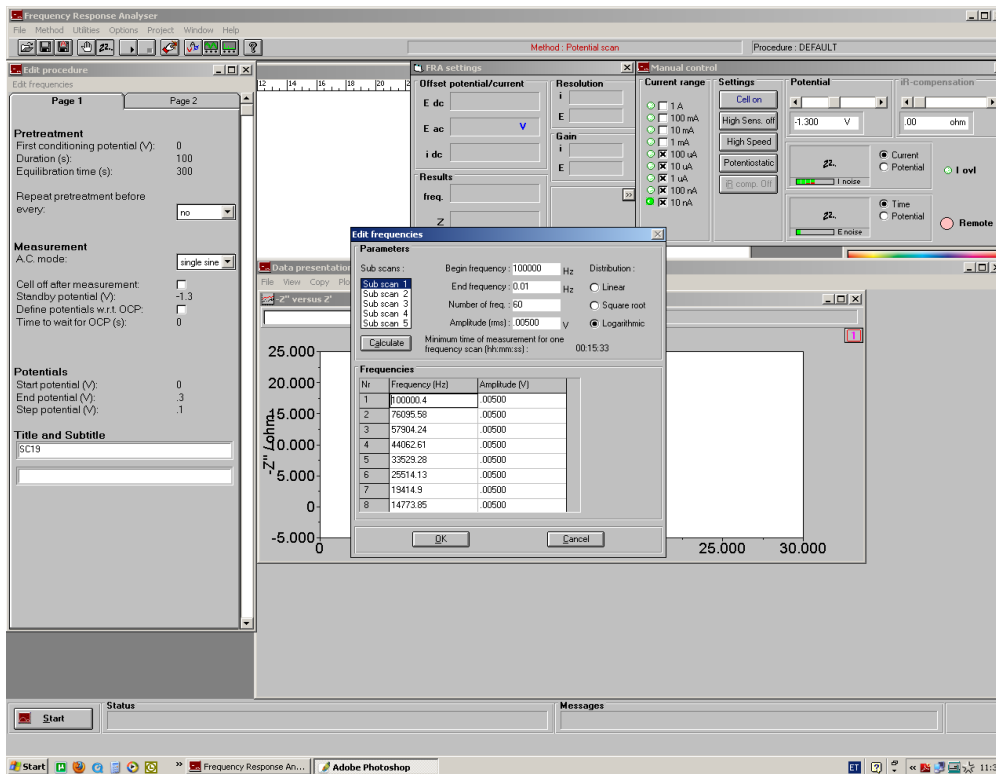 Frequency Response Analyser
File Method Utilities Options Project Window Help
Method : Potential scan
Procedure : DEFAULT
Edit procedure
Edit frequencies
Page 1
Page 2
Pretreatment
First conditioning potential (V): 0
Duration (s): 100
Equilibration time (s): 300
Repeat pretreatment before
every: no
Measurement
A.C. mode: single sine
Cell off after measurement:
Standby potential (V): -1.3
Define potentials w.r.t. OCP:
Time to wait for OCP (s): 0
Potentials
Start potential (V): 0
End potential (V): .3
Step potential (V): .1
Title and Subtitle
SC19
12 14 16 18 20
FRA settings
Offset potential/current
E dc
E ac V
i dc
Results
freq.
Z
Resolution
i
E
Gain
i
E
>>
Manual control
Current range
1 A
100 mA
10 mA
1 mA
100 uA
10 uA
1 uA
100 nA
10 nA
Settings
Cell on
High Sens. off
High Speed
Potentiostatic
iR comp. Off
Potential
-1.300 V
iR-compensation
.00 ohm
Current
Potential
I noise
I ovl
Time
Potential
E noise
Remote
Data presentation
File View Copy
-Z'' versus Z'
1
25.000
20.000
15.000
10.000
5.000
0
-5.000
-Z'' /ohm
0
25.000
30.000
Edit frequencies
Parameters
Sub scans :
Sub scan 1
Sub scan 2
Sub scan 3
Sub scan 4
Sub scan 5
Calculate
Begin frequency : 100000 Hz
End frequency : 0.01 Hz
Number of freq. : 60
Amplitude (rms) : .00500 V
Distribution :
Linear
Square root
Logarithmic
Minimum time of measurement for one
frequency scan (hh:mm:ss) : 00:15:33
Frequencies
Nr Frequency (Hz) Amplitude (V)
1 100000.4 .00500
2 76095.58 .00500
3 57904.24 .00500
4 44062.61 .00500
5 33529.28 .00500
6 25514.13 .00500
7 19414.9 .00500
8 14773.85 .00500
OK
Cancel
Start
Status
Messages
Start
Frequency Response An...
Adobe Photoshop
ET